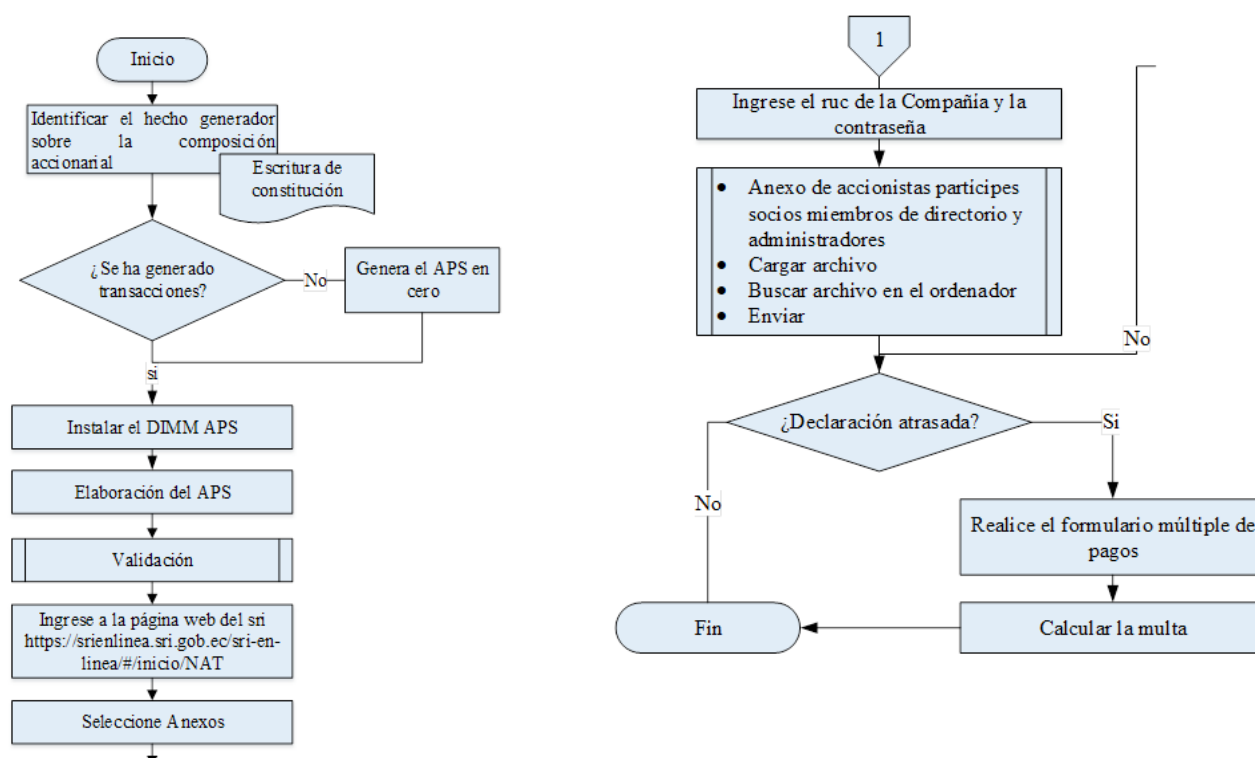 Inicio
Identificar el hecho generador
sobre la composición
accionarial
Escritura de
constitución
¿Se ha generado
transacciones?
No
Genera el APS en
cero
si
Instalar el DIMM APS
Elaboración del APS
Validación
Ingrese a la página web del sri
https://srienlinea.sri.gob.ec/sri-en-
linea/#/inicio/NAT
Seleccione Anexos
1
Ingrese el ruc de la Compañía y la
contraseña
• Anexo de accionistas partícipes
socios miembros de directorio y
administradores
• Cargar archivo
• Buscar archivo en el ordenador
• Enviar
No
¿Declaración atrasada?
Si
No
Realice el formulario múltiple de
pagos
Calcular la multa
Fin